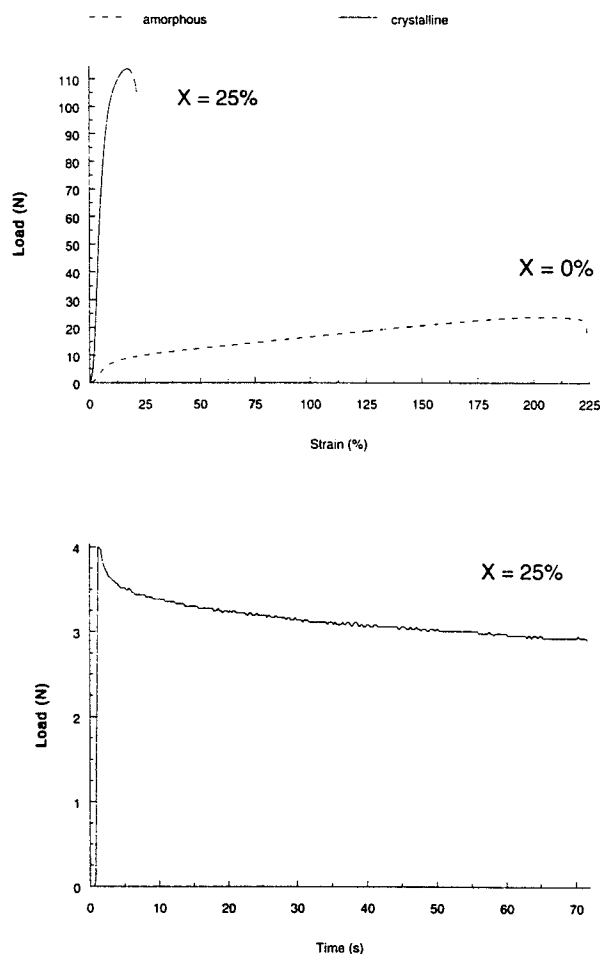 amorphous crystalline
110
100
X = 25%
90
80
70
Load (N)
60
50
X = 0%
40
30
20
10
0
0 25 50 75 100 125 150 175 200 225
Strain (%)
4
X = 25%
3
Load (N)
2
1
0
0 10 20 30 40 50 60 70
Time (s)